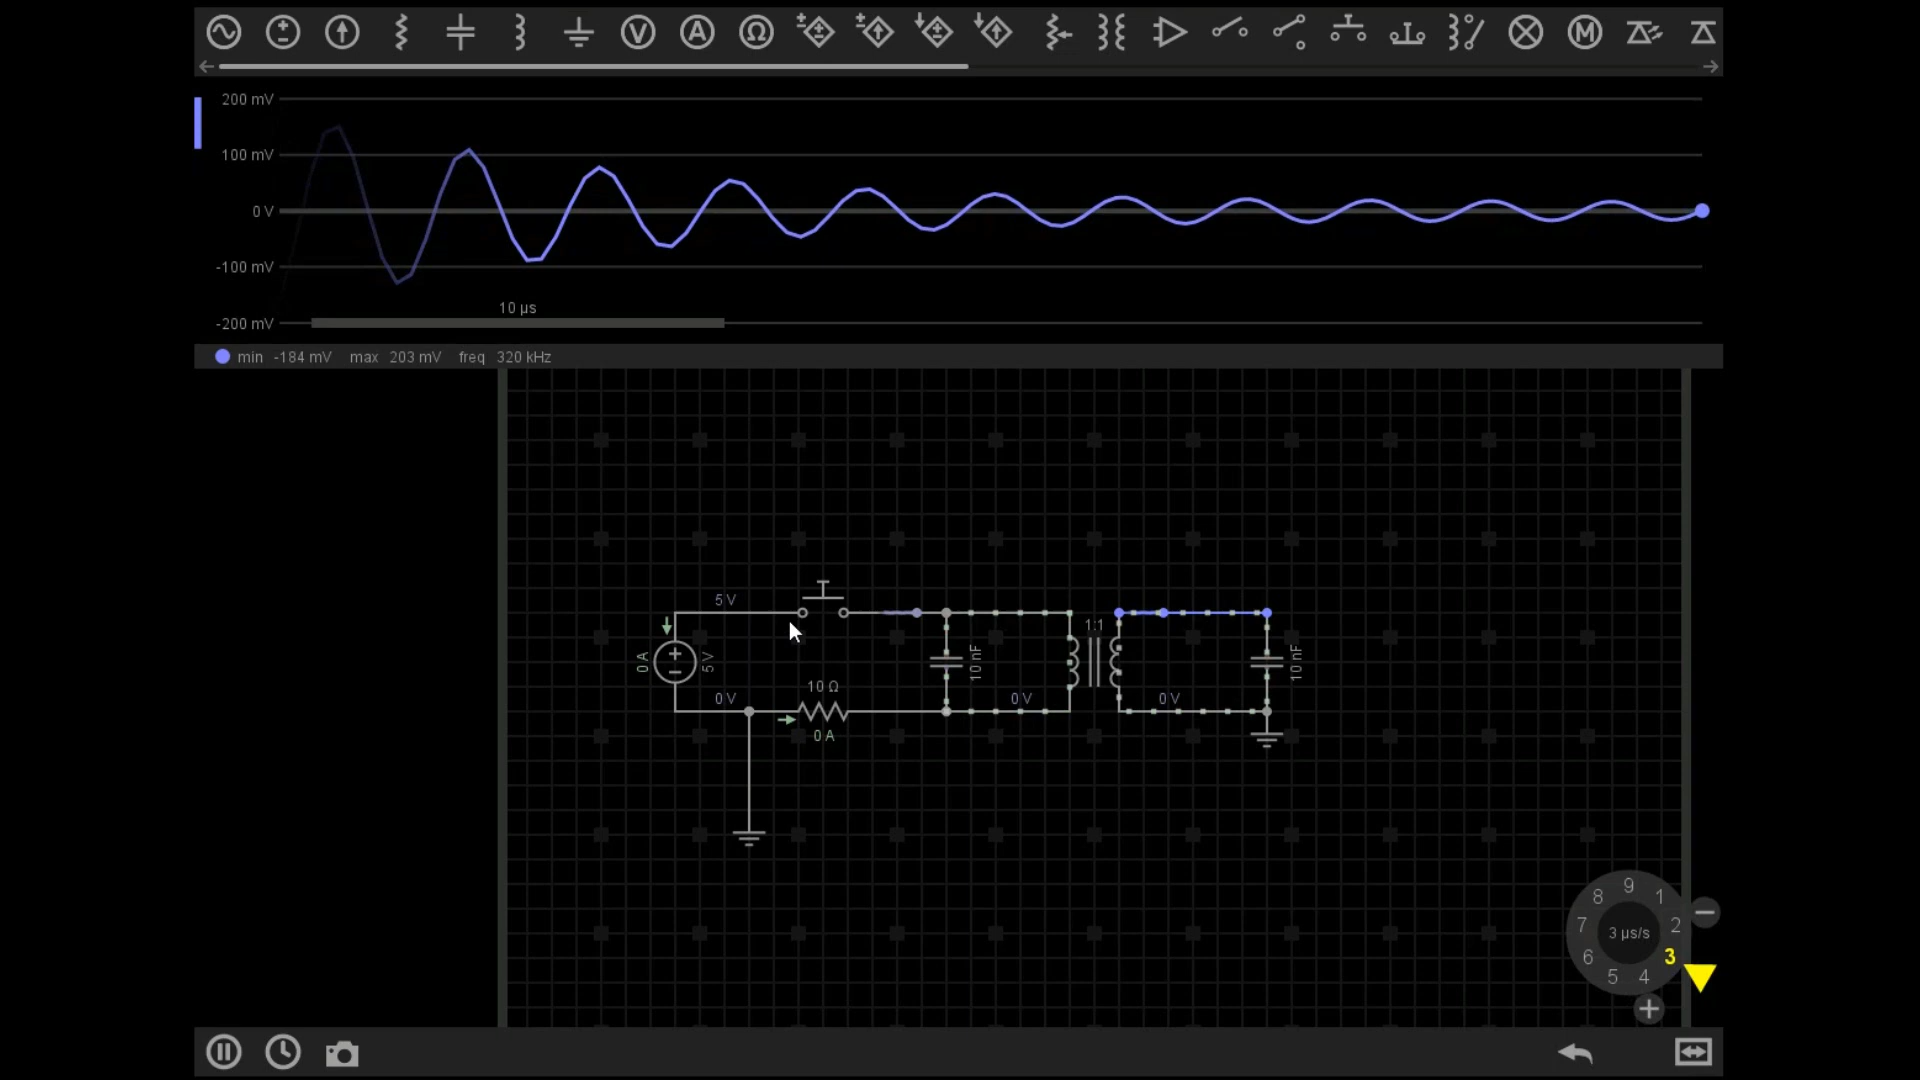 V A Ω M
200 mV
100 mV
0 V
-100 mV
10 µs
-200 mV
min -184 mV max 203 mV freq 320 kHz
5 V
1:1
0 A 5 V 10 nF 10 nF
10 Ω
0 V 0 V 0 V
0 A
9
8 1
7 2
3 µs/s
6 3
5 4